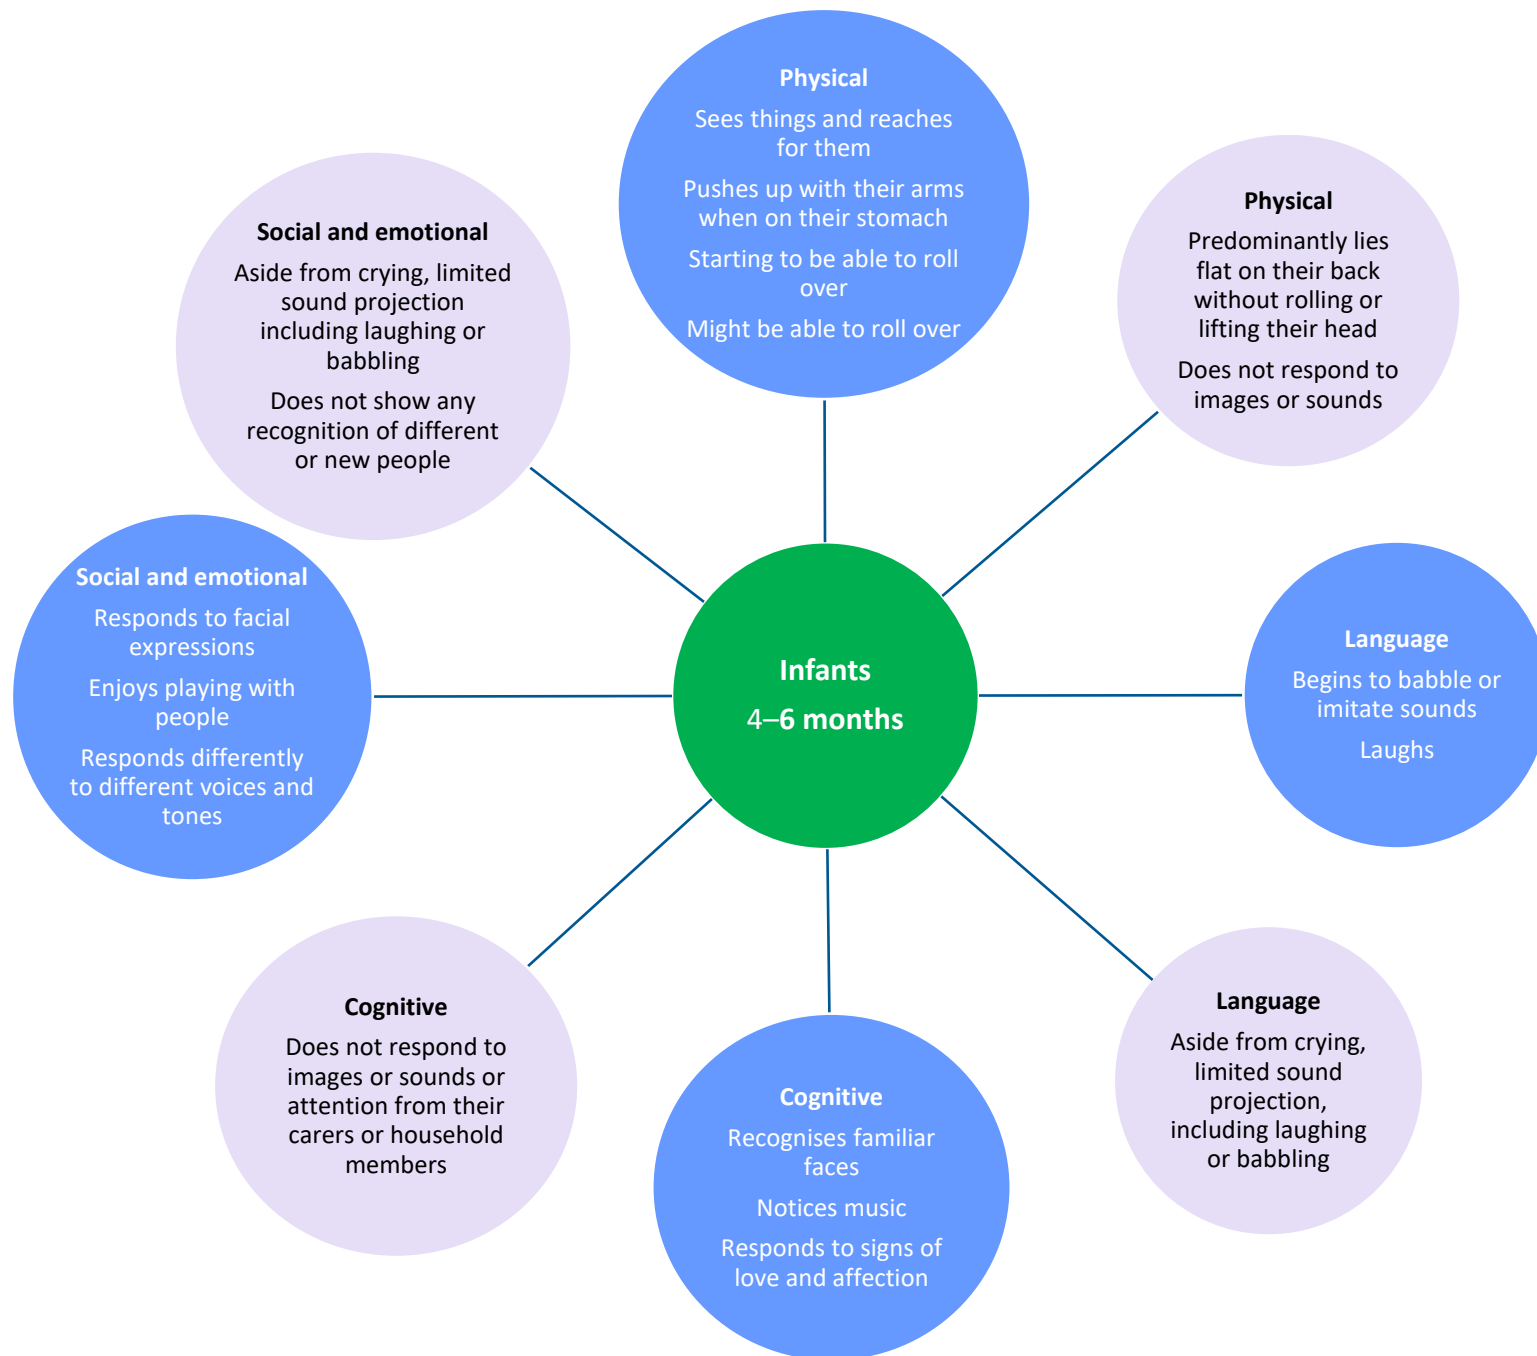 Physical
Sees things and reaches
for them
Pushes up with their arms
when on their stomach
Starting to be able to roll
over
Might be able to roll over
Physical
Predominantly lies
flat on their back
without rolling or
lifting their head
Does not respond to
images or sounds
Language
Begins to babble or
imitate sounds
Laughs
Language
Aside from crying,
limited sound
projection,
including laughing
or babbling
Cognitive
Recognises familiar
faces
Notices music
Responds to signs of
love and affection
Cognitive
Does not respond to
images or sounds or
attention from their
carers or household
members
Social and emotional
Responds to facial
expressions
Enjoys playing with
people
Responds differently
to different voices and
tones
Social and emotional
Aside from crying, limited
sound projection
including laughing or
babbling
Does not show any
recognition of different
or new people
Infants
4–6 months